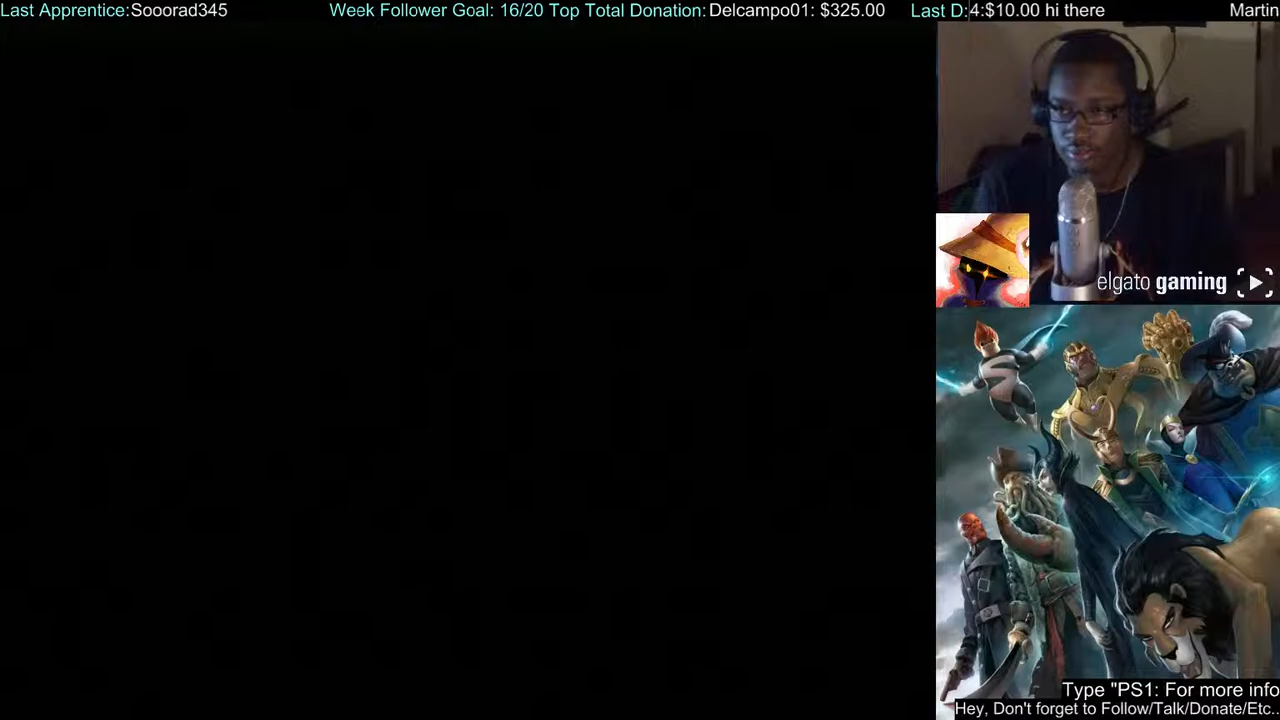 Last Apprentice:Sooorad345 Week Follower Goal: 16/20 Top Total Donation: Delcampo01: $325.00 Last D:4:$10.00 hi there Martin
elgato gaming
Type "PS1: For more info
Hey, Don't forget to Follow/Talk/Donate/Etc..